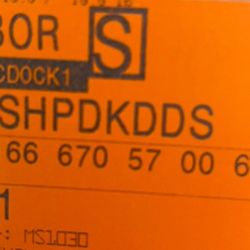 BOR S
CDOCK1
SHPDKDDS
66 670 57 00 6
1
: MS1030